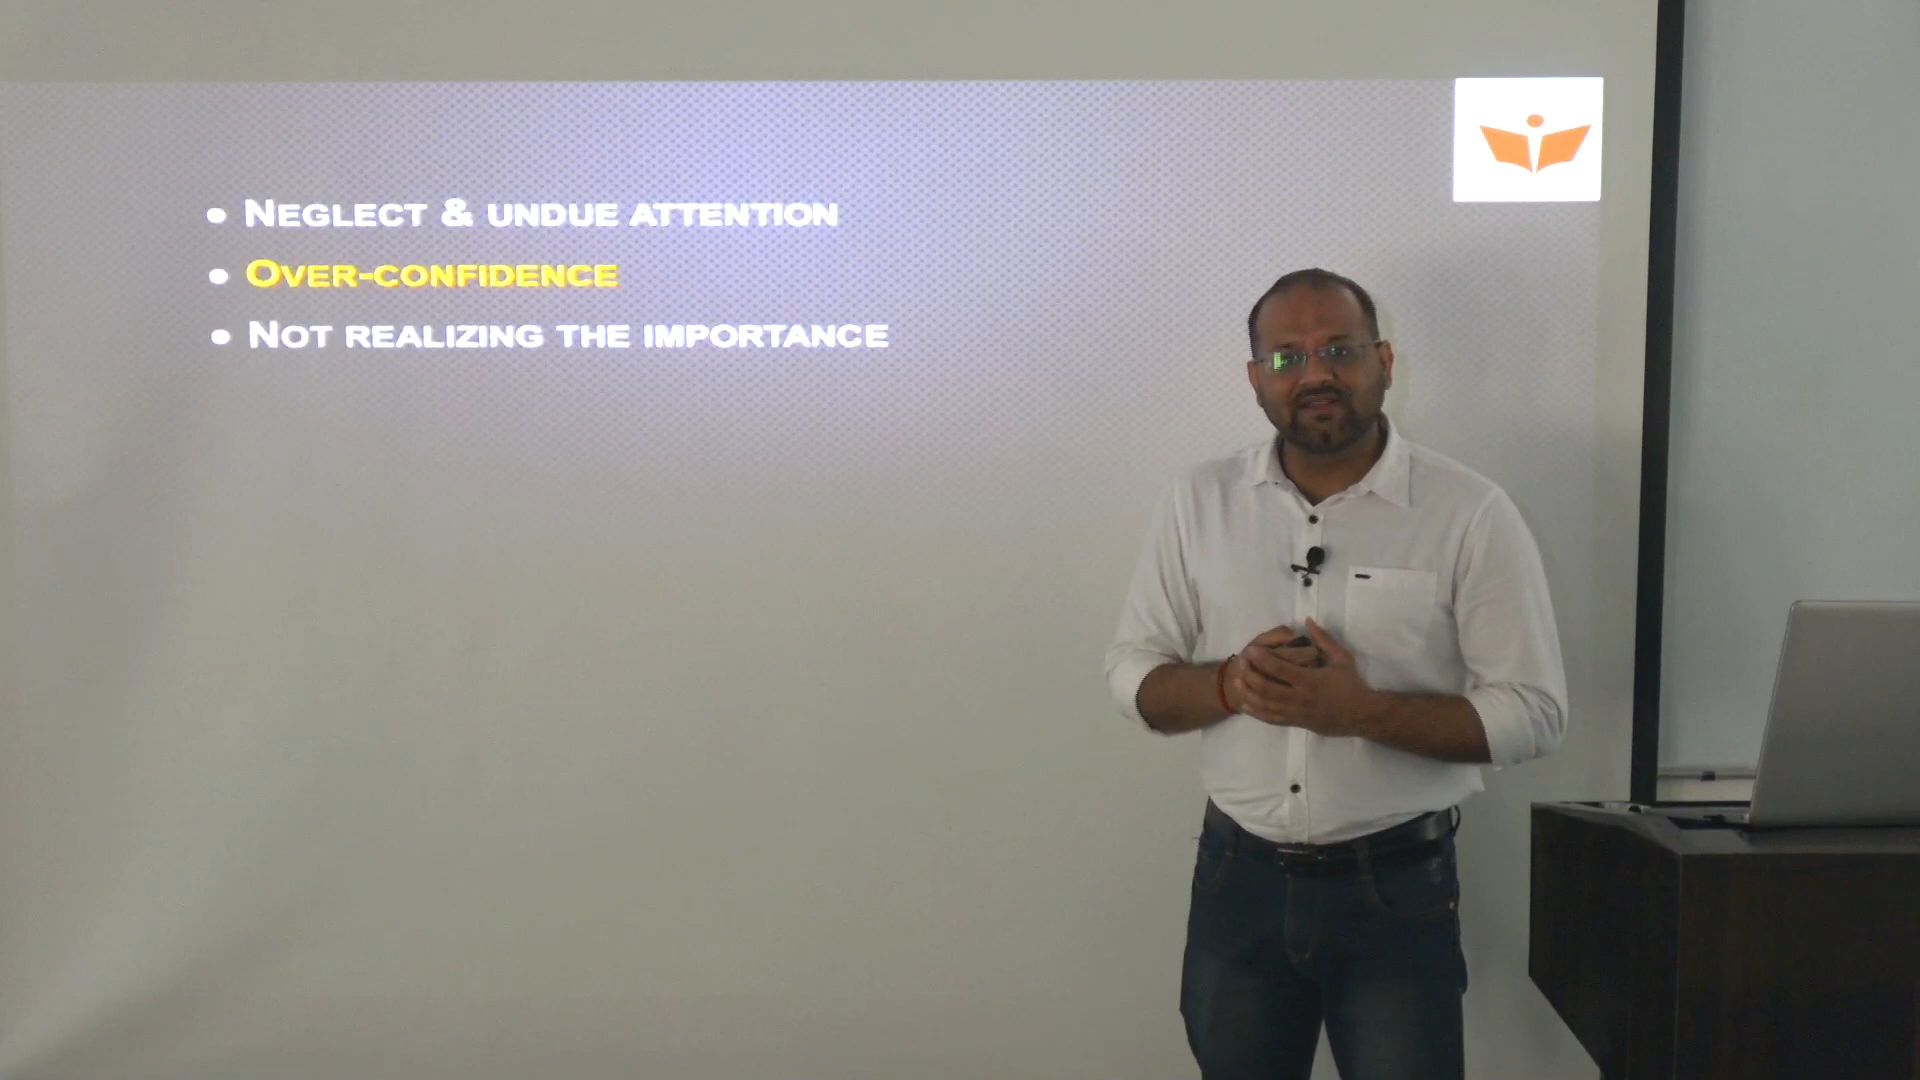 • NEGLECT & UNDUE ATTENTION
• OVER-CONFIDENCE
• NOT REALIZING THE IMPORTANCE